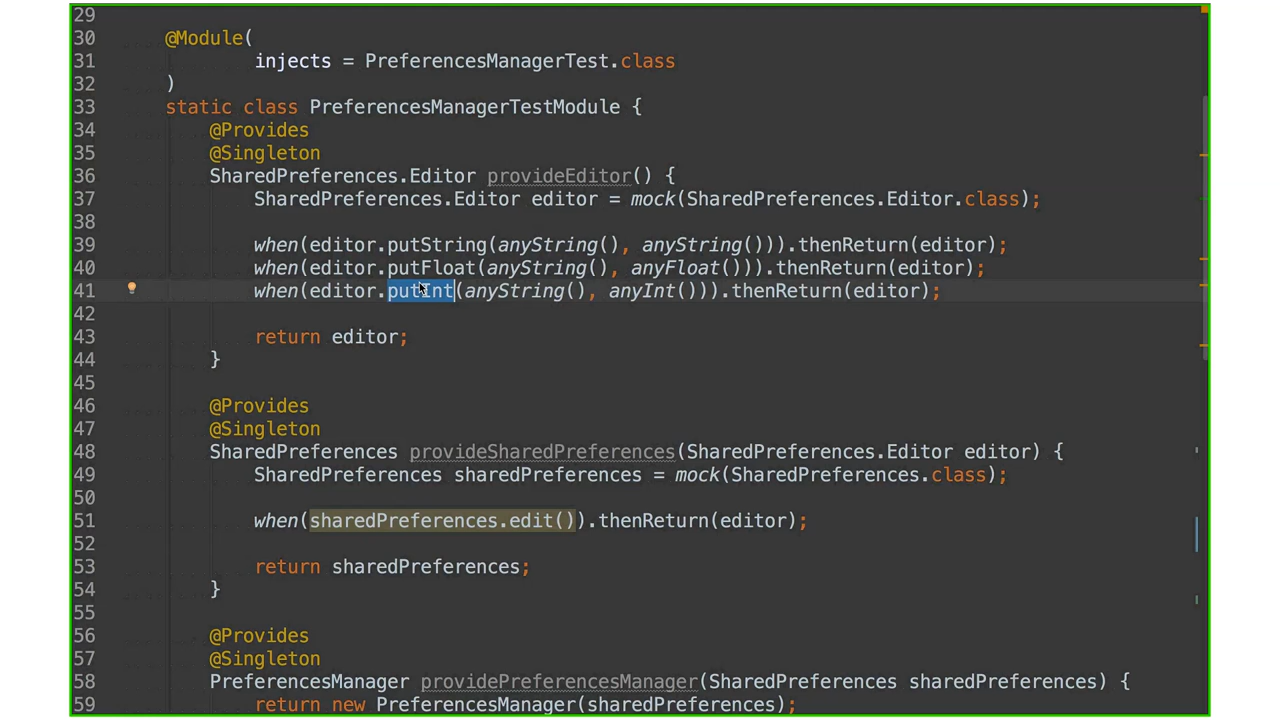 29
30 @Module(
31 injects = PreferencesManagerTest.class
32 )
33 static class PreferencesManagerTestModule {
34 @Provides
35 @Singleton
36 SharedPreferences.Editor provideEditor() {
37 SharedPreferences.Editor editor = mock(SharedPreferences.Editor.class);
38
39 when(editor.putString(anyString(), anyString())).thenReturn(editor);
40 when(editor.putFloat(anyString(), anyFloat())).thenReturn(editor);
41 when(editor.putInt(anyString(), anyInt())).thenReturn(editor);
42
43 return editor;
44 }
45
46 @Provides
47 @Singleton
48 SharedPreferences provideSharedPreferences(SharedPreferences.Editor editor) {
49 SharedPreferences sharedPreferences = mock(SharedPreferences.class);
50
51 when(sharedPreferences.edit()).thenReturn(editor);
52
53 return sharedPreferences;
54 }
55
56 @Provides
57 @Singleton
58 PreferencesManager providePreferencesManager(SharedPreferences sharedPreferences) {
59 return new PreferencesManager(sharedPreferences);